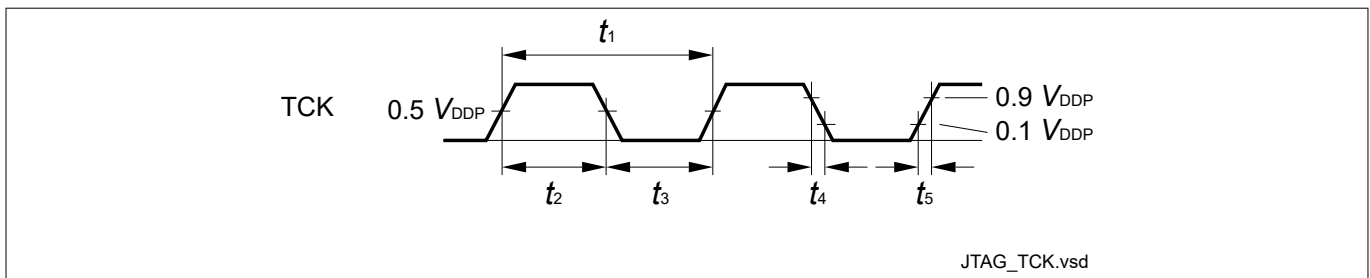 t1
TCK
0.5 VDDP
0.9 VDDP
0.1 VDDP
t2
t3
t4
t5
JTAG_TCK.vsd